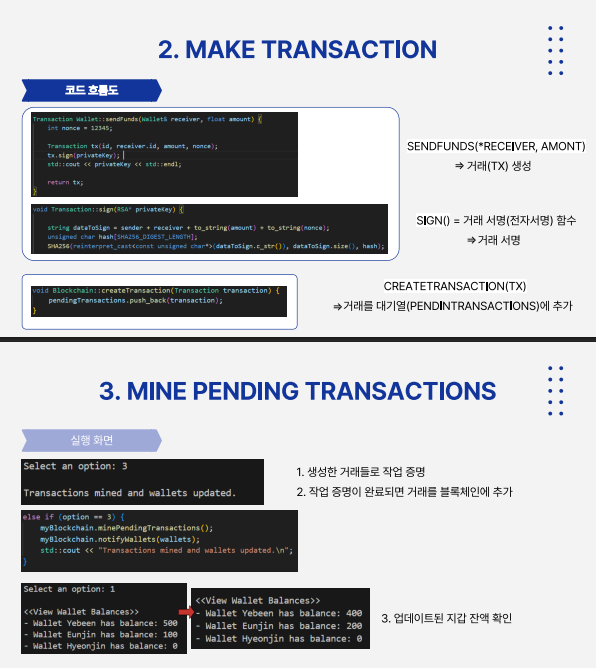 2. MAKE TRANSACTION
코드 흐름도
Transaction Wallet::sendFunds(Wallet& receiver, float amount) {
int nonce = 12345;
Transaction tx(id, receiver.id, amount, nonce);
tx.sign(privateKey);
std::cout << privateKey << std::endl;
return tx;
}
SENDFUNDS(*RECEIVER, AMONT)
⇒ 거래(TX) 생성
void Transaction::sign(RSA* privateKey) {
string dataToSign = sender + receiver + to_string(amount) + to_string(nonce);
unsigned char hash[SHA256_DIGEST_LENGTH];
SHA256(reinterpret_cast<const unsigned char*>(dataToSign.c_str()), dataToSign.size(), hash);
SIGN() = 거래 서명(전자서명) 함수
⇒거래 서명
void Blockchain::createTransaction(Transaction transaction) {
pendingTransactions.push_back(transaction);
}
CREATETRANSACTION(TX)
⇒거래를 대기열(PENDINTRANSACTIONS)에 추가
3. MINE PENDING TRANSACTIONS
실행 화면
Select an option: 3
Transactions mined and wallets updated.
1. 생성한 거래들로 작업 증명
2. 작업 증명이 완료되면 거래를 블록체인에 추가
else if (option == 3) {
myBlockchain.minePendingTransactions();
myBlockchain.notifyWallets(wallets);
std::cout << "Transactions mined and wallets updated.\n";
}
Select an option: 1
<<View Wallet Balances>>
- Wallet Yebeen has balance: 500
- Wallet Eunjin has balance: 100
- Wallet Hyeonjin has balance: 0
<<View Wallet Balances>>
- Wallet Yebeen has balance: 400
- Wallet Eunjin has balance: 200
- Wallet Hyeonjin has balance: 0
3. 업데이트된 지갑 잔액 확인